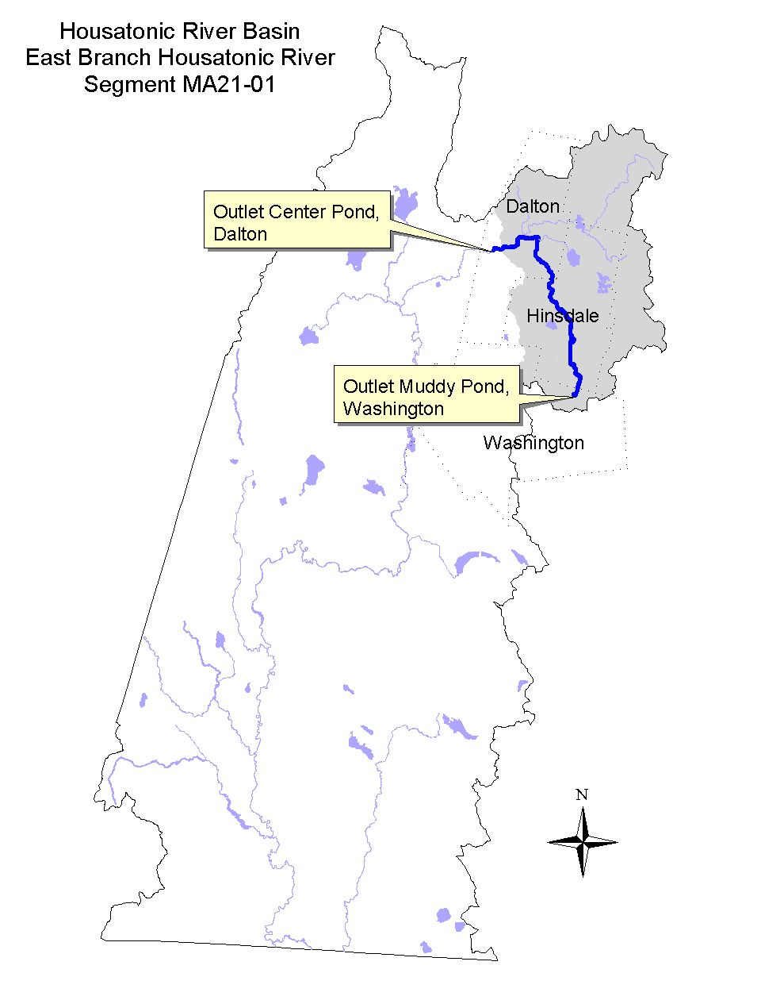 Housatonic River Basin
East Branch Housatonic River
Segment MA21-01
Outlet Center Pond,
Dalton
Dalton
Hinsdale
Outlet Muddy Pond,
Washington
Washington
N